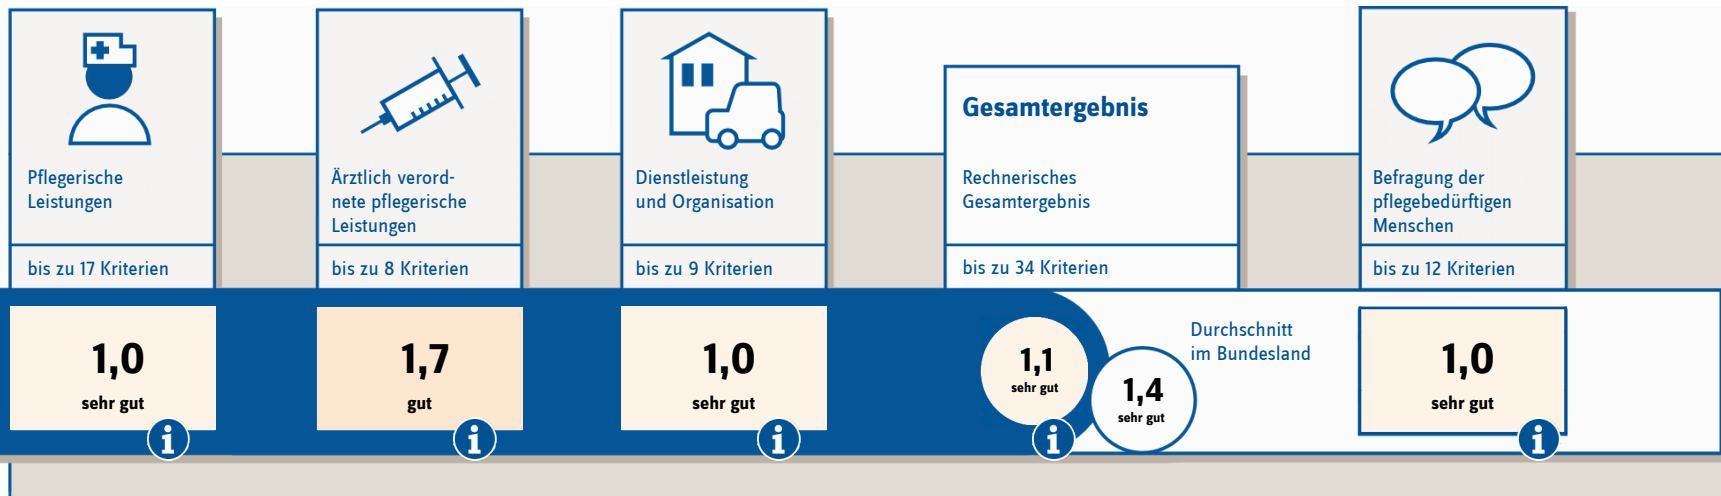 Pflegerische
Leistungen
bis zu 17 Kriterien
1,0
sehr gut
i
Ärztlich verord-
nete pflegerische
Leistungen
bis zu 8 Kriterien
1,7
gut
i
Dienstleistung
und Organisation
bis zu 9 Kriterien
1,0
sehr gut
i
Gesamtergebnis
Rechnerisches
Gesamtergebnis
bis zu 34 Kriterien
1,1
sehr gut
i
1,4
sehr gut
Durchschnitt
im Bundesland
Befragung der
pflegebedürftigen
Menschen
bis zu 12 Kriterien
1,0
sehr gut
i